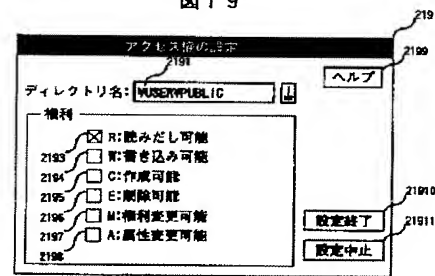 図19
219
アクセス権の設定
2191
2199
ヘルプ
ディレクトリ名: ¥USER¥PUBLIC
権利
2193 R:読みだし可能
2194 W:書き込み可能
2195 C:作成可能
2196 E:削除可能
2197 M:権利変更可能
2198 A:属性変更可能
21910
設定終了
21911
設定中止